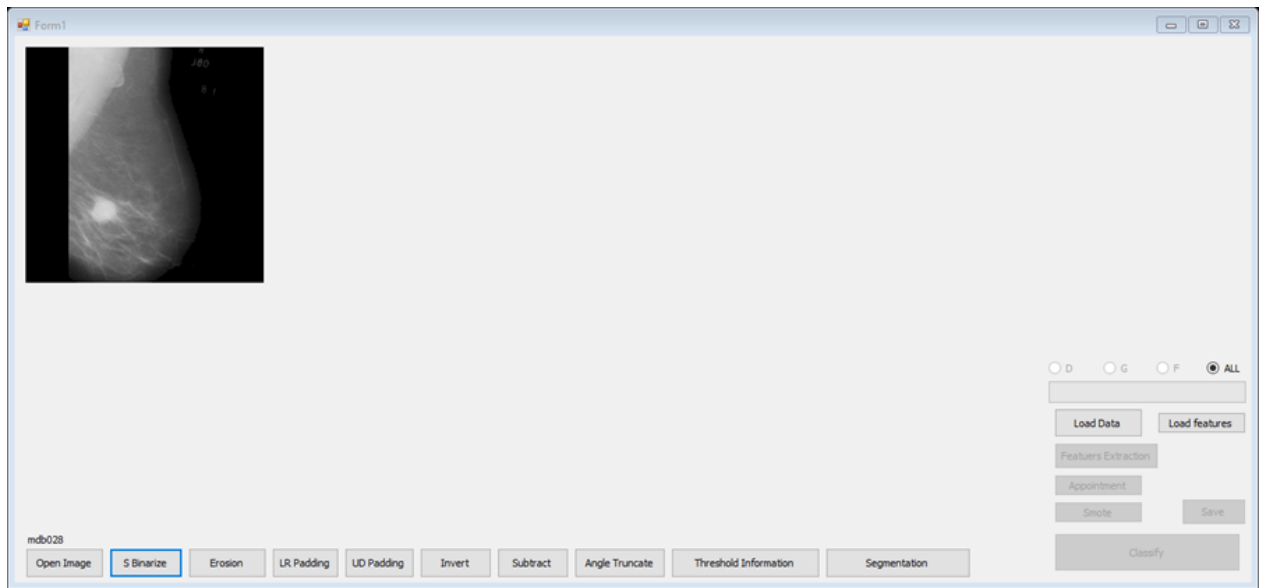 Form1
D G F ALL
Load Data Load features
Featuers Extraction
Appointment
Smote Save
Classify
mdb028
Open Image S Binarize Erosion LR Padding UD Padding Invert Subtract Angle Truncate Threshold Information Segmentation